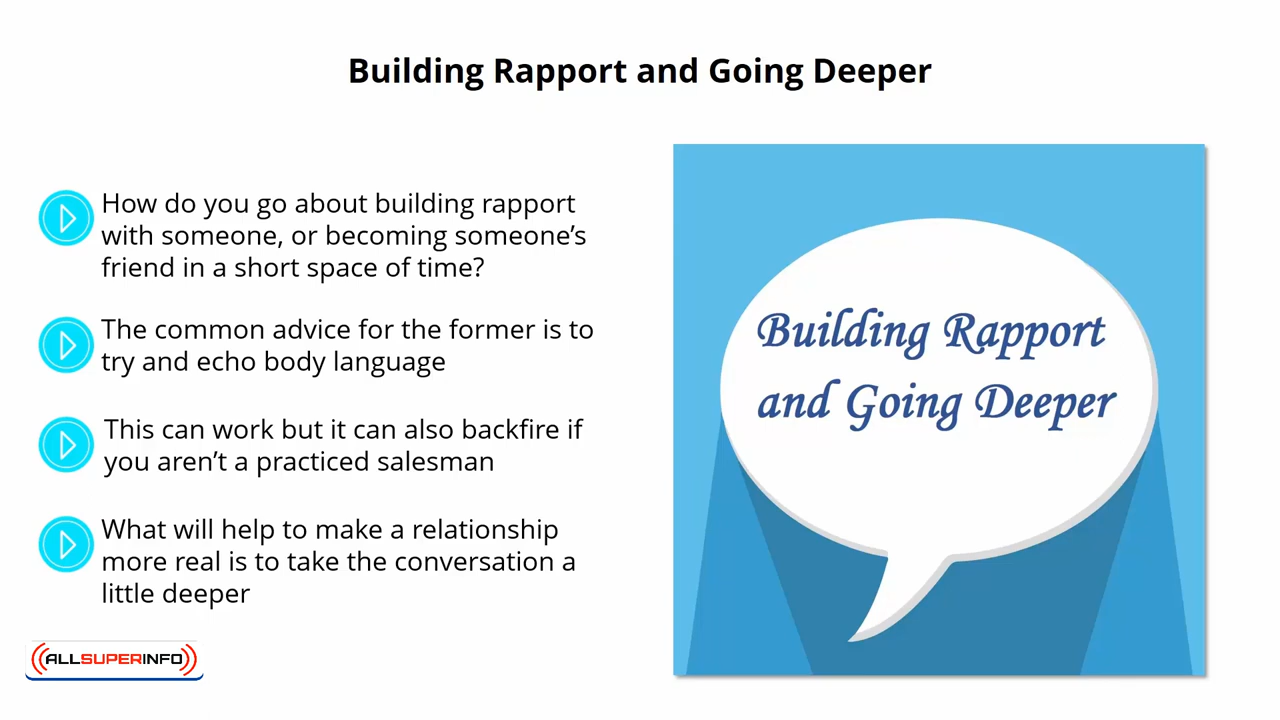 Building Rapport and Going Deeper
How do you go about building rapport
with someone, or becoming someone’s
friend in a short space of time?
The common advice for the former is to
try and echo body language
This can work but it can also backfire if
you aren’t a practiced salesman
What will help to make a relationship
more real is to take the conversation a
little deeper
Building Rapport
and Going Deeper
ALLSUPERINFO